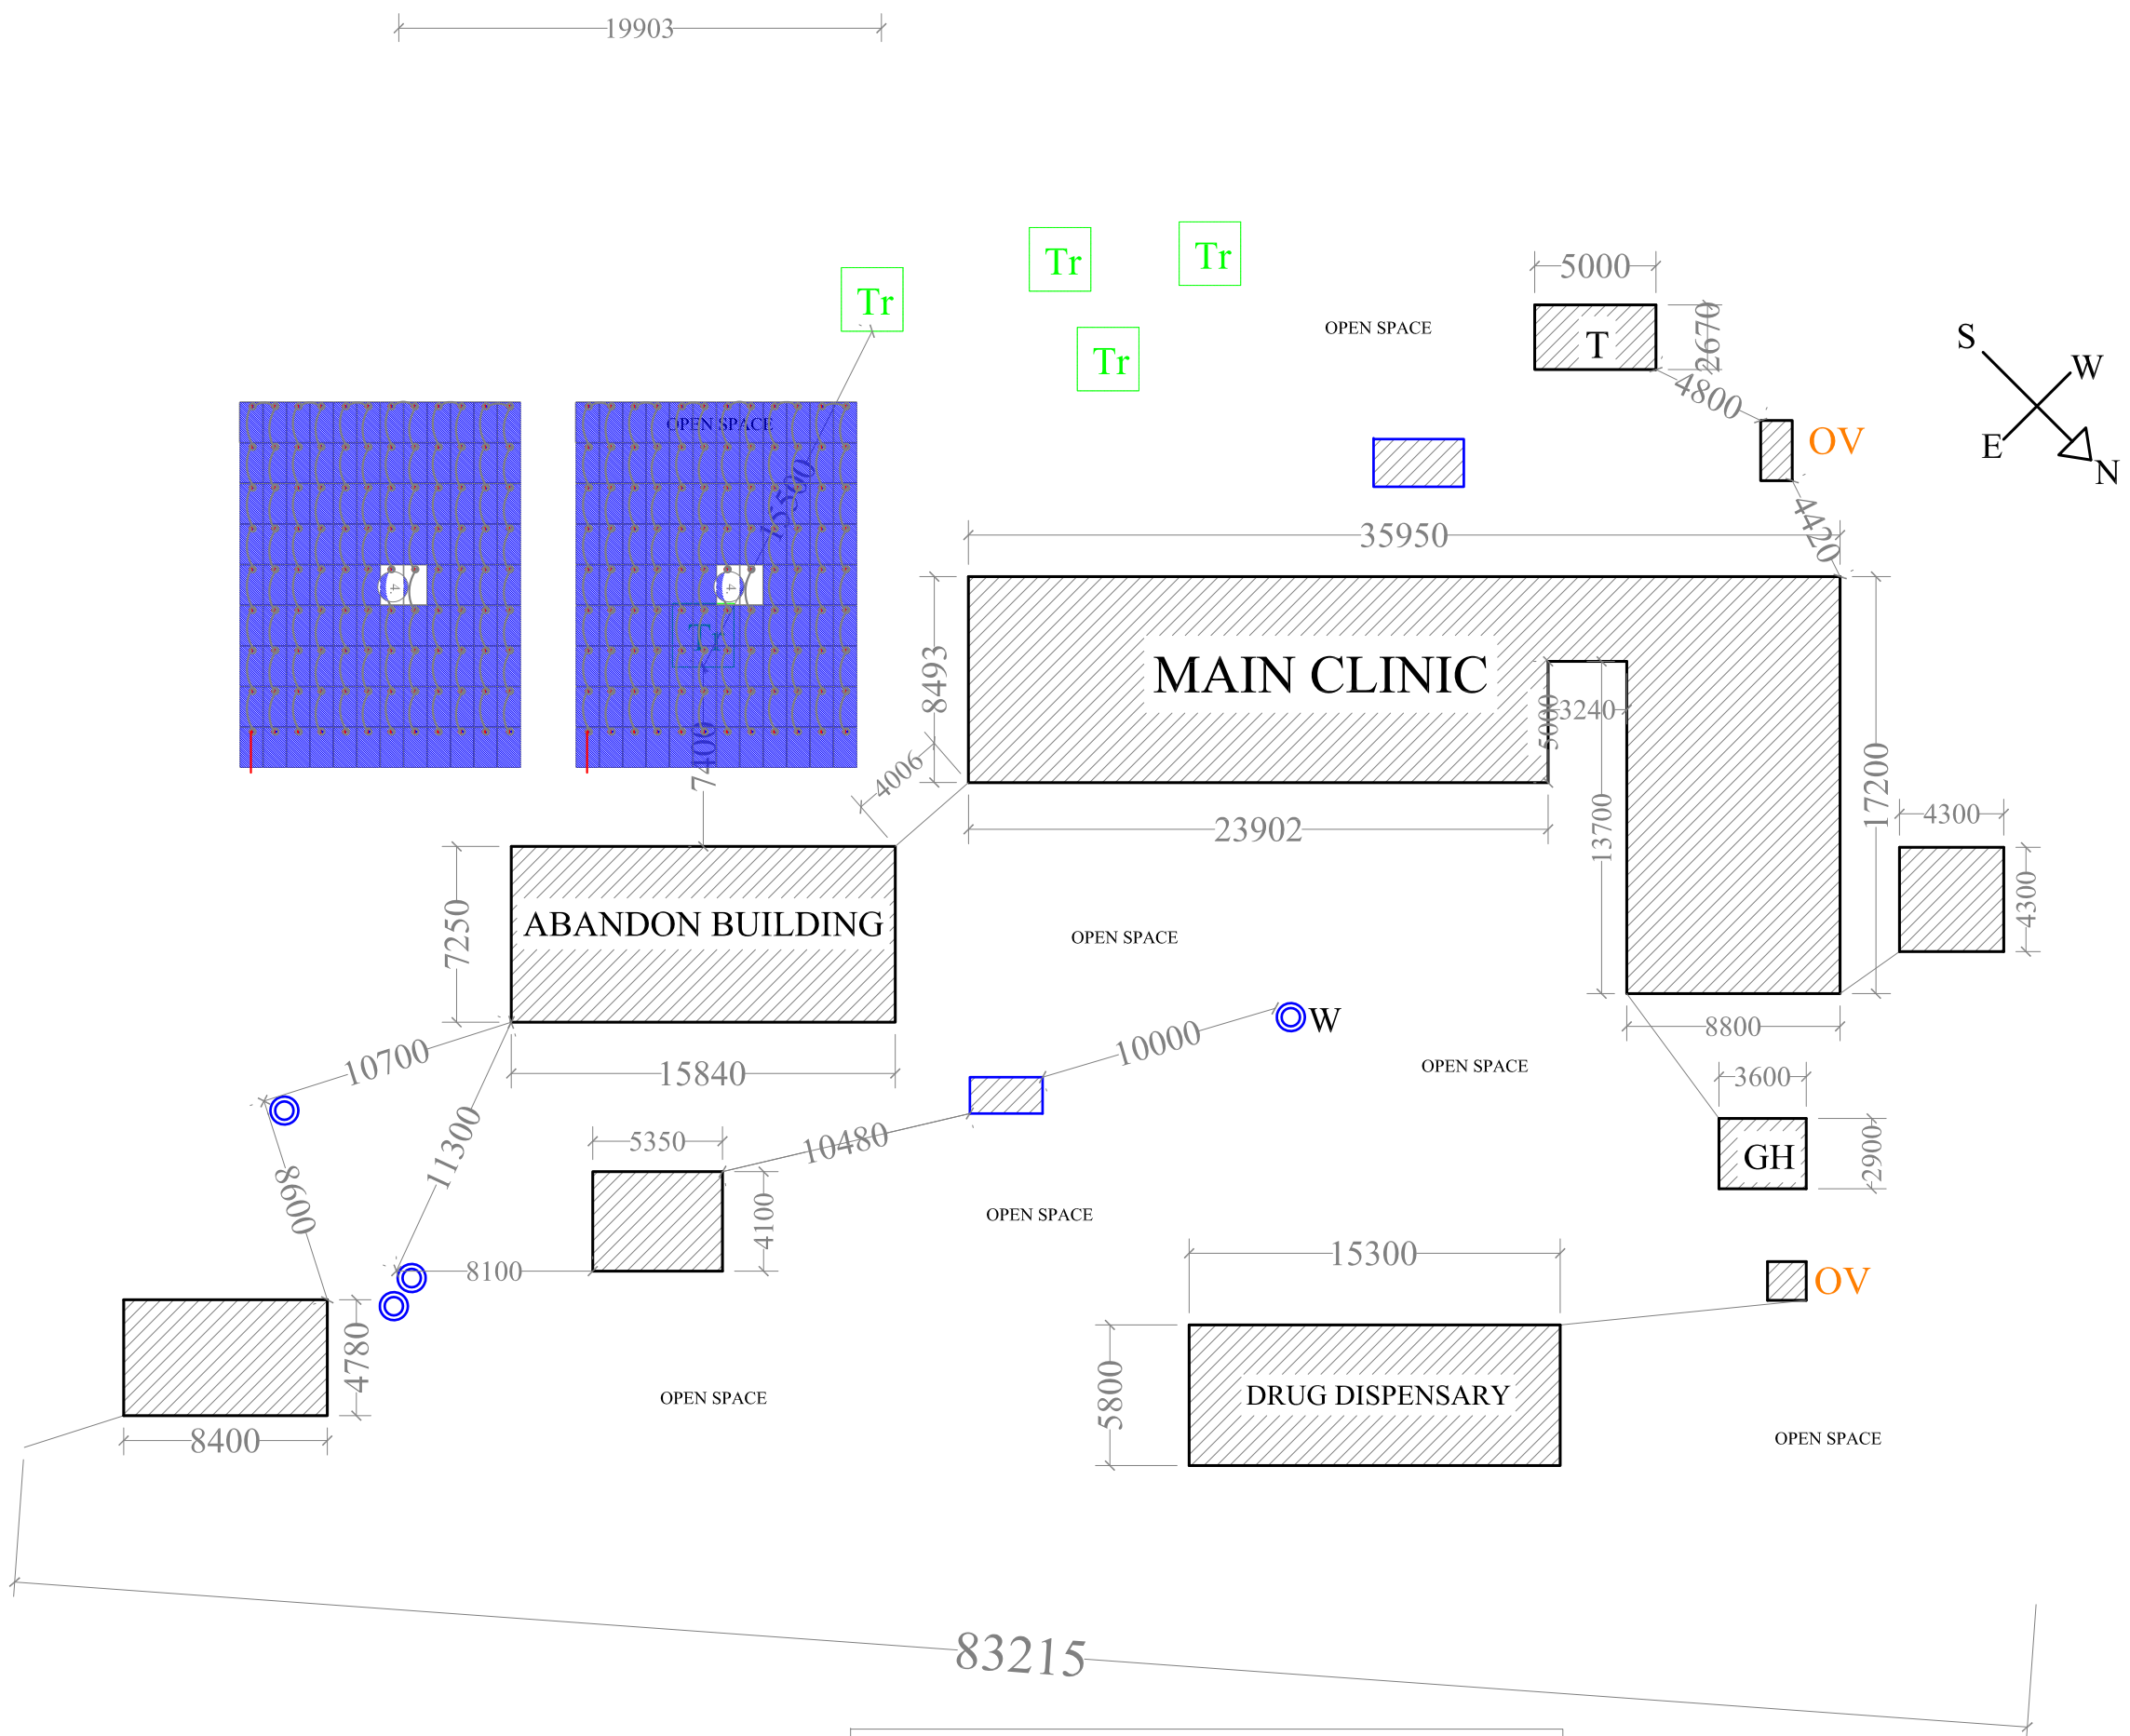 19903
Tr
Tr
Tr
Tr
5000
OPEN SPACE
T
2670
4800
S
W
E
N
OV
OPEN SPACE
15500
4420
35950
Tr
8493
MAIN CLINIC
5000
3240
7400
4006
23902
13700
17200
4300
4300
7250
ABANDON BUILDING
OPEN SPACE
15840
10700
10000
W
OPEN SPACE
8800
3600
GH
2900
11300
5350
10480
4100
8600
OPEN SPACE
8100
15300
OV
4780
8400
OPEN SPACE
5800
DRUG DISPENSARY
OPEN SPACE
83215